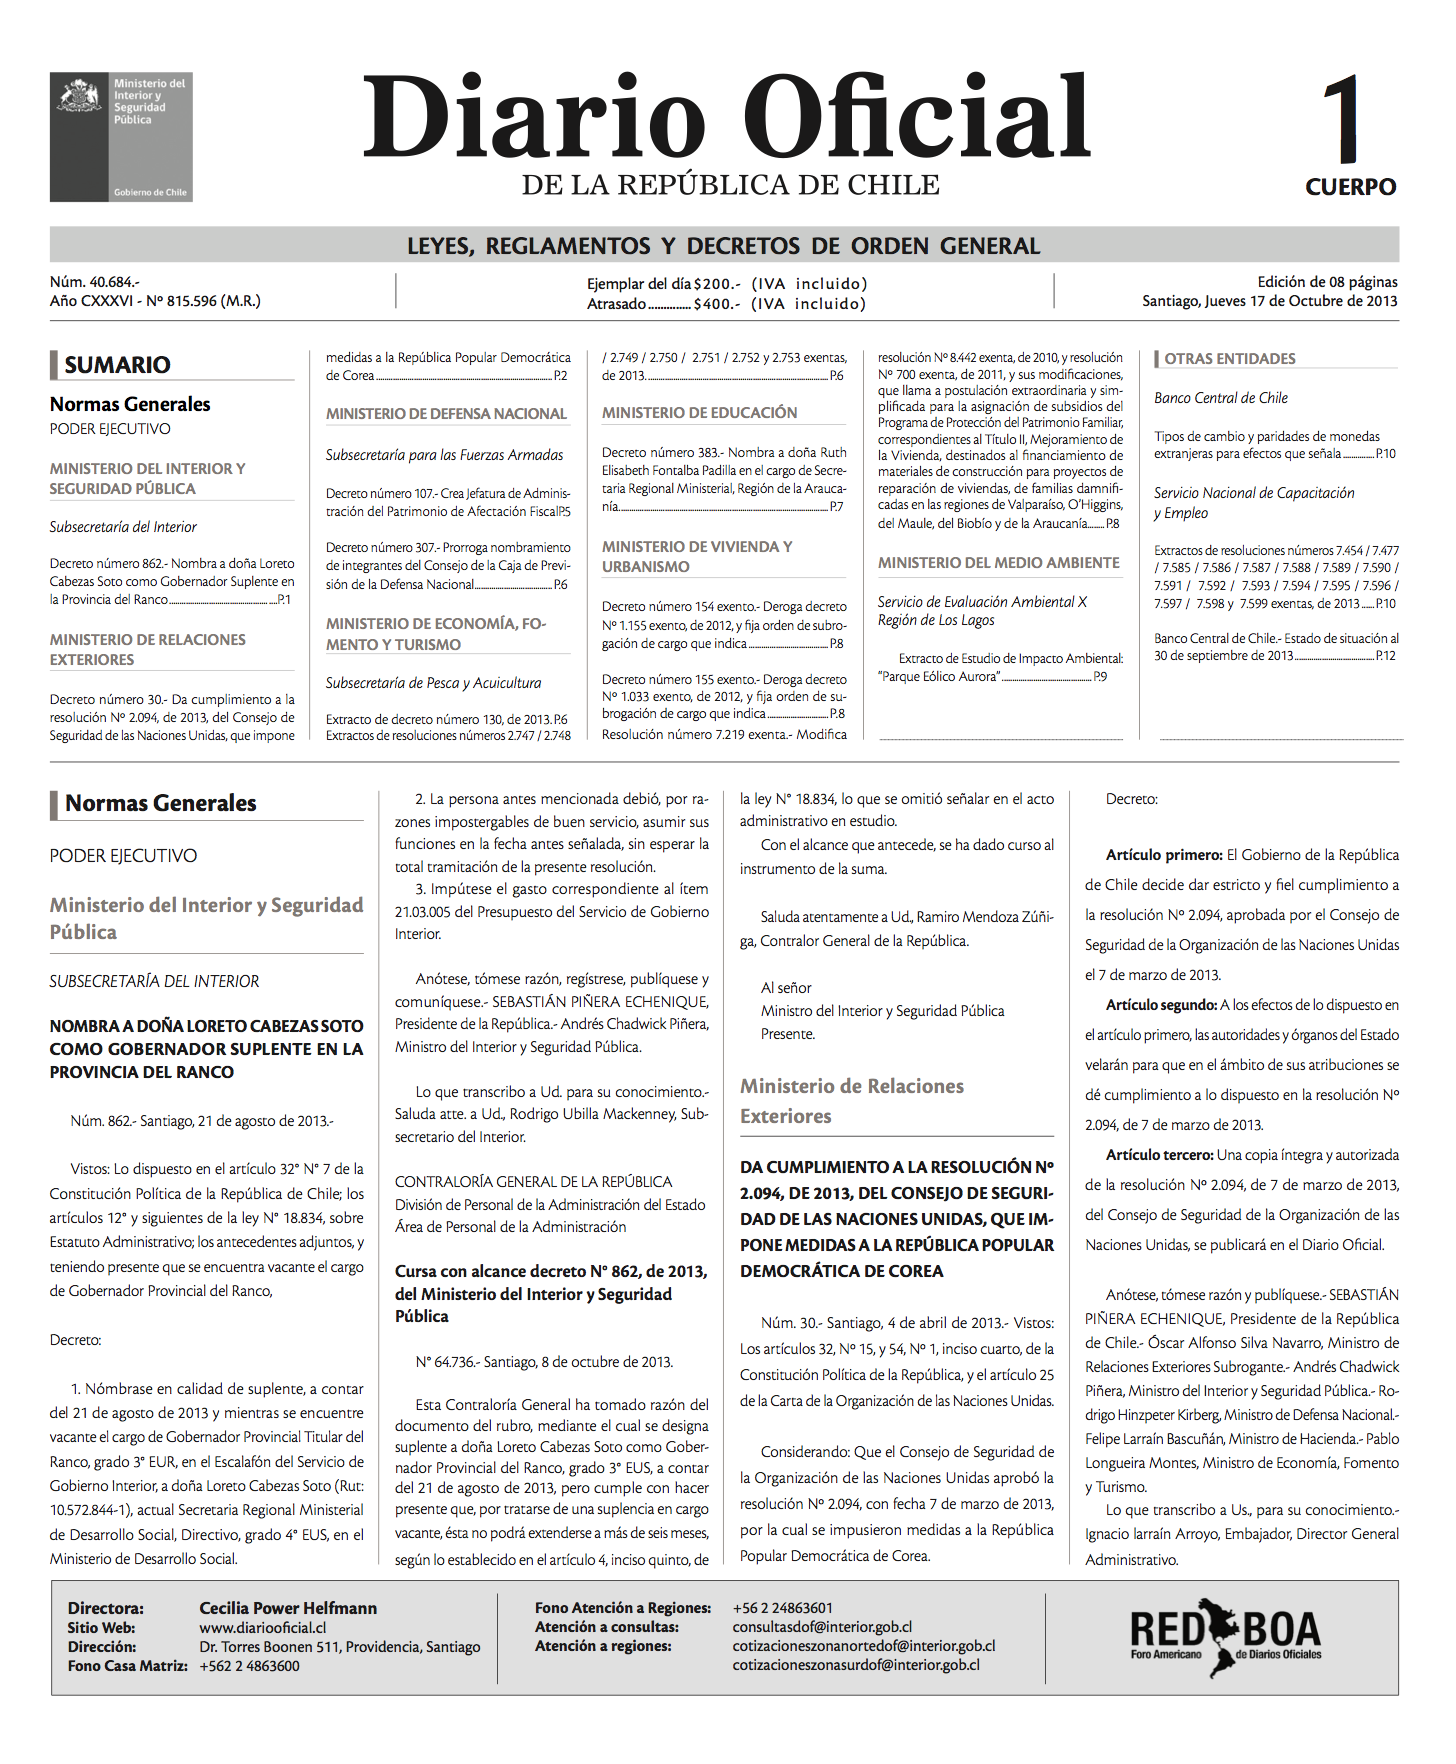 Ministerio del
Interior y
Seguridad
Pública
Gobierno de Chile
Diario Oficial
DE LA REPÚBLICA DE CHILE
1
CUERPO
LEYES, REGLAMENTOS Y DECRETOS DE ORDEN GENERAL
Núm. 40.684.-
Año CXXXVI - Nº 815.596 (M.R.)
Ejemplar del día $200.- (IVA incluido)
Atrasado.............. $400.- (IVA incluido)
Edición de 08 páginas
Santiago, Jueves 17 de Octubre de 2013
SUMARIO
Normas Generales
PODER EJECUTIVO
MINISTERIO DEL INTERIOR Y
SEGURIDAD PÚBLICA
Subsecretaría del Interior
Decreto número 862.- Nombra a doña Loreto
Cabezas Soto como Gobernador Suplente en
la Provincia del Ranco...............P.1
MINISTERIO DE RELACIONES
EXTERIORES
Decreto número 30.- Da cumplimiento a la
resolución Nº 2.094, de 2013, del Consejo de
Seguridad de las Naciones Unidas, que impone
medidas a la República Popular Democrática
de Corea...............P.2
MINISTERIO DE DEFENSA NACIONAL
Subsecretaría para las Fuerzas Armadas
Decreto número 107.- Crea Jefatura de Adminis-
tración del Patrimonio de Afectación FiscalP.5
Decreto número 307.- Prorroga nombramiento
de integrantes del Consejo de la Caja de Previ-
sión de la Defensa Nacional...............P.6
MINISTERIO DE ECONOMÍA, FO-
MENTO Y TURISMO
Subsecretaría de Pesca y Acuicultura
Extracto de decreto número 130, de 2013. P.6
Extractos de resoluciones números 2.747 / 2.748
/ 2.749 / 2.750 / 2.751 / 2.752 y 2.753 exentas,
de 2013...............P.6
MINISTERIO DE EDUCACIÓN
Decreto número 383.- Nombra a doña Ruth
Elisabeth Fontalba Padilla en el cargo de Secre-
taria Regional Ministerial, Región de la Arauca-
nía...............P.7
MINISTERIO DE VIVIENDA Y
URBANISMO
Decreto número 154 exento.- Deroga decreto
Nº 1.155 exento, de 2012, y fija orden de subro-
gación de cargo que indica...............P.8
Decreto número 155 exento.- Deroga decreto
Nº 1.033 exento, de 2012, y fija orden de su-
brogación de cargo que indica...............P.8
Resolución número 7.219 exenta.- Modifica
resolución Nº 8.442 exenta, de 2010, y resolución
Nº 700 exenta, de 2011, y sus modificaciones,
que llama a postulación extraordinaria y sim-
plificada para la asignación de subsidios del
Programa de Protección del Patrimonio Familiar,
correspondientes al Título II, Mejoramiento de
la Vivienda, destinados al financiamiento de
materiales de construcción para proyectos de
reparación de viviendas, de familias damnifi-
cadas en las regiones de Valparaíso, O'Higgins,
del Maule, del Biobío y de la Araucanía........P.8
MINISTERIO DEL MEDIO AMBIENTE
Servicio de Evaluación Ambiental X
Región de Los Lagos
Extracto de Estudio de Impacto Ambiental:
"Parque Eólico Aurora"...............P.9
OTRAS ENTIDADES
Banco Central de Chile
Tipos de cambio y paridades de monedas
extranjeras para efectos que señala...............P.10
Servicio Nacional de Capacitación
y Empleo
Extractos de resoluciones números 7.454 / 7.477
/ 7.585 / 7.586 / 7.587 / 7.588 / 7.589 / 7.590 /
7.591 / 7.592 / 7.593 / 7.594 / 7.595 / 7.596 /
7.597 / 7.598 y 7.599 exentas, de 2013......P.10
Banco Central de Chile.- Estado de situación al
30 de septiembre de 2013...............P.12
Normas Generales
PODER EJECUTIVO
Ministerio del Interior y Seguridad
Pública
SUBSECRETARÍA DEL INTERIOR
NOMBRA A DOÑA LORETO CABEZAS SOTO
COMO GOBERNADOR SUPLENTE EN LA
PROVINCIA DEL RANCO
Núm. 862.- Santiago, 21 de agosto de 2013.-
Vistos: Lo dispuesto en el artículo 32° N° 7 de la
Constitución Política de la República de Chile; los
artículos 12° y siguientes de la ley N° 18.834, sobre
Estatuto Administrativo; los antecedentes adjuntos, y
teniendo presente que se encuentra vacante el cargo
de Gobernador Provincial del Ranco,
Decreto:
1. Nómbrase en calidad de suplente, a contar
del 21 de agosto de 2013 y mientras se encuentre
vacante el cargo de Gobernador Provincial Titular del
Ranco, grado 3° EUR, en el Escalafón del Servicio de
Gobierno Interior, a doña Loreto Cabezas Soto (Rut:
10.572.844-1), actual Secretaria Regional Ministerial
de Desarrollo Social, Directivo, grado 4° EUS, en el
Ministerio de Desarrollo Social.
2. La persona antes mencionada debió, por ra-
zones impostergables de buen servicio, asumir sus
funciones en la fecha antes señalada, sin esperar la
total tramitación de la presente resolución.
3. Impútese el gasto correspondiente al ítem
21.03.005 del Presupuesto del Servicio de Gobierno
Interior.
Anótese, tómese razón, regístrese, publíquese y
comuníquese.- SEBASTIÁN PIÑERA ECHENIQUE,
Presidente de la República.- Andrés Chadwick Piñera,
Ministro del Interior y Seguridad Pública.
Lo que transcribo a Ud. para su conocimiento.-
Saluda atte. a Ud., Rodrigo Ubilla Mackenney, Sub-
secretario del Interior.
CONTRALORÍA GENERAL DE LA REPÚBLICA
División de Personal de la Administración del Estado
Área de Personal de la Administración
Cursa con alcance decreto N° 862, de 2013,
del Ministerio del Interior y Seguridad
Pública
N° 64.736.- Santiago, 8 de octubre de 2013.
Esta Contraloría General ha tomado razón del
documento del rubro, mediante el cual se designa
suplente a doña Loreto Cabezas Soto como Gober-
nador Provincial del Ranco, grado 3° EUS, a contar
del 21 de agosto de 2013, pero cumple con hacer
presente que, por tratarse de una suplencia en cargo
vacante, ésta no podrá extenderse a más de seis meses,
según lo establecido en el artículo 4, inciso quinto, de
la ley N° 18.834, lo que se omitió señalar en el acto
administrativo en estudio.
Con el alcance que antecede, se ha dado curso al
instrumento de la suma.
Saluda atentamente a Ud., Ramiro Mendoza Zúñi-
ga, Contralor General de la República.
Al señor
Ministro del Interior y Seguridad Pública
Presente.
Ministerio de Relaciones
Exteriores
DA CUMPLIMIENTO A LA RESOLUCIÓN Nº
2.094, DE 2013, DEL CONSEJO DE SEGURI-
DAD DE LAS NACIONES UNIDAS, QUE IM-
PONE MEDIDAS A LA REPÚBLICA POPULAR
DEMOCRÁTICA DE COREA
Núm. 30.- Santiago, 4 de abril de 2013.- Vistos:
Los artículos 32, Nº 15, y 54, Nº 1, inciso cuarto, de la
Constitución Política de la República, y el artículo 25
de la Carta de la Organización de las Naciones Unidas.
Considerando: Que el Consejo de Seguridad de
la Organización de las Naciones Unidas aprobó la
resolución Nº 2.094, con fecha 7 de marzo de 2013,
por la cual se impusieron medidas a la República
Popular Democrática de Corea.
Decreto:
Artículo primero: El Gobierno de la República
de Chile decide dar estricto y fiel cumplimiento a
la resolución Nº 2.094, aprobada por el Consejo de
Seguridad de la Organización de las Naciones Unidas
el 7 de marzo de 2013.
Artículo segundo: A los efectos de lo dispuesto en
el artículo primero, las autoridades y órganos del Estado
velarán para que en el ámbito de sus atribuciones se
dé cumplimiento a lo dispuesto en la resolución Nº
2.094, de 7 de marzo de 2013.
Artículo tercero: Una copia íntegra y autorizada
de la resolución Nº 2.094, de 7 de marzo de 2013,
del Consejo de Seguridad de la Organización de las
Naciones Unidas, se publicará en el Diario Oficial.
Anótese, tómese razón y publíquese.- SEBASTIÁN
PIÑERA ECHENIQUE, Presidente de la República
de Chile.- Óscar Alfonso Silva Navarro, Ministro de
Relaciones Exteriores Subrogante.- Andrés Chadwick
Piñera, Ministro del Interior y Seguridad Pública.- Ro-
drigo Hinzpeter Kirberg, Ministro de Defensa Nacional.-
Felipe Larraín Bascuñán, Ministro de Hacienda.- Pablo
Longueira Montes, Ministro de Economía, Fomento
y Turismo.
Lo que transcribo a Us., para su conocimiento.-
Ignacio larraín Arroyo, Embajador, Director General
Administrativo.
Directora: Cecilia Power Helfmann
Sitio Web: www.diariooficial.cl
Dirección: Dr. Torres Boonen 511, Providencia, Santiago
Fono Casa Matriz: +562 2 4863600
Fono Atención a Regiones: +56 2 24863601
Atención a consultas: consultasdof@interior.gob.cl
Atención a regiones: cotizacioneszonanortedof@interior.gob.cl
cotizacioneszonasurdof@interior.gob.cl
RED BOA
Foro Americano de Diarios Oficiales